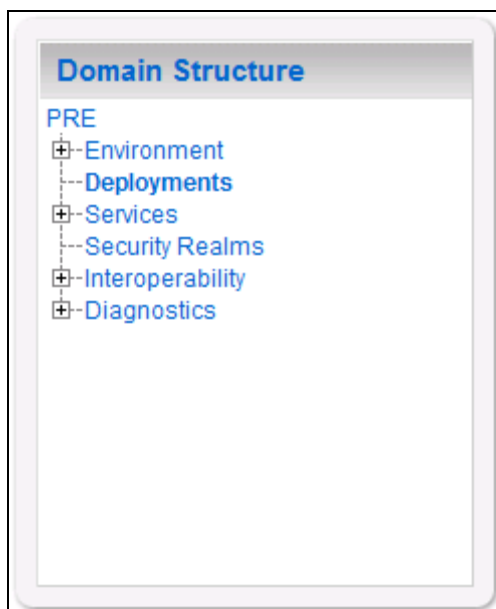 Domain Structure
PRE
Environment
Deployments
Services
Security Realms
Interoperability
Diagnostics